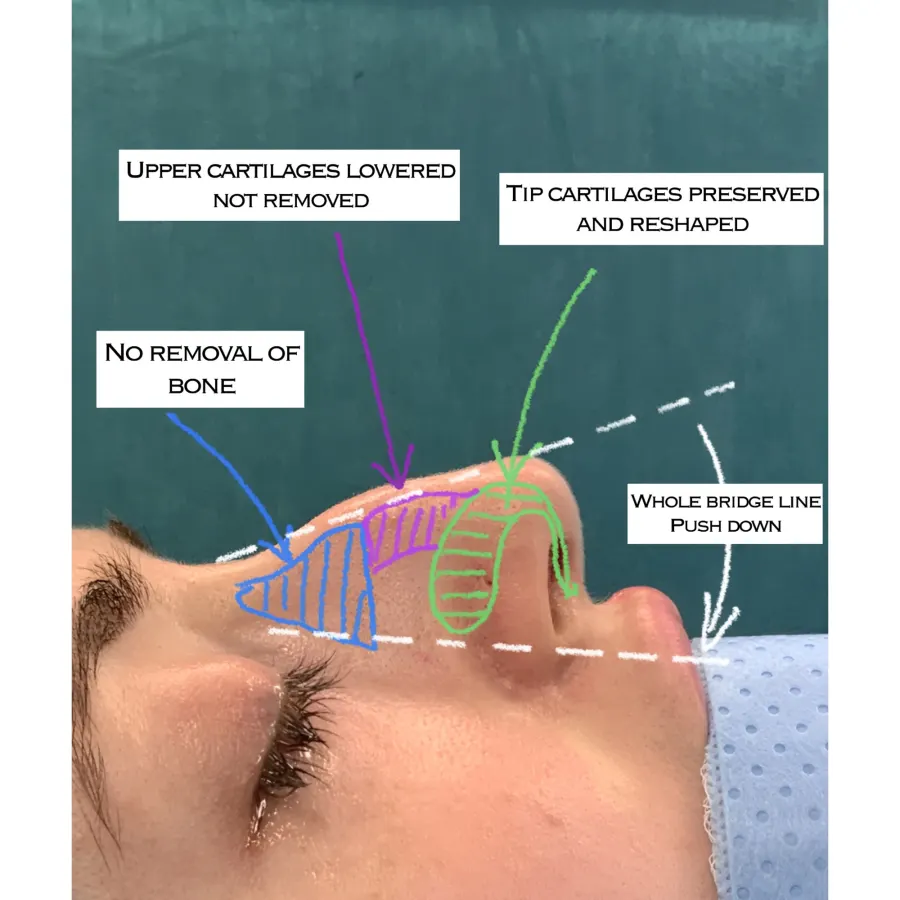 UPPER CARTILAGES LOWERED
NOT REMOVED
TIP CARTILAGES PRESERVED
AND RESHAPED
NO REMOVAL OF
BONE
WHOLE BRIDGE LINE
PUSH DOWN